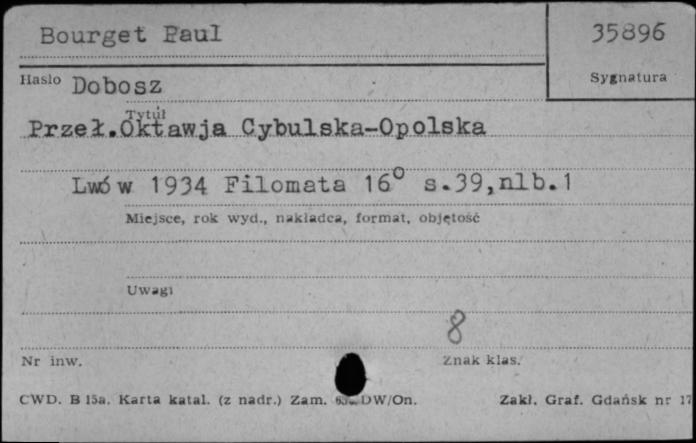 Bourget Paul
35896
Hasło Dobosz
Sygnatura
Tytuł
Przeł.Oktawja Cybulska-Opolska
Lwów 1934 Filomata 16° s.39,nlb.1
Miejsce, rok wyd., nakładca, format, objętość
Uwagi
8
Nr inw.
Znak klas.
CWD. B 15a. Karta katal. (z nadr.) Zam. DW/On.
Zakł. Graf. Gdańsk nr 17